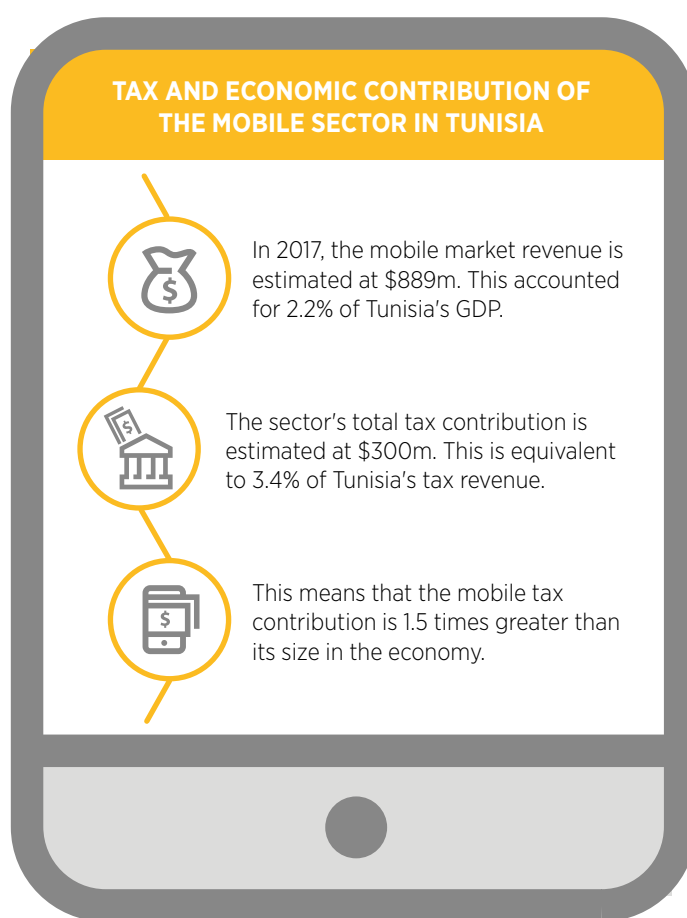 TAX AND ECONOMIC CONTRIBUTION OF
THE MOBILE SECTOR IN TUNISIA
$
In 2017, the mobile market revenue is
estimated at $889m. This accounted
for 2.2% of Tunisia's GDP.
$
The sector's total tax contribution is
estimated at $300m. This is equivalent
to 3.4% of Tunisia's tax revenue.
$
This means that the mobile tax
contribution is 1.5 times greater than
its size in the economy.